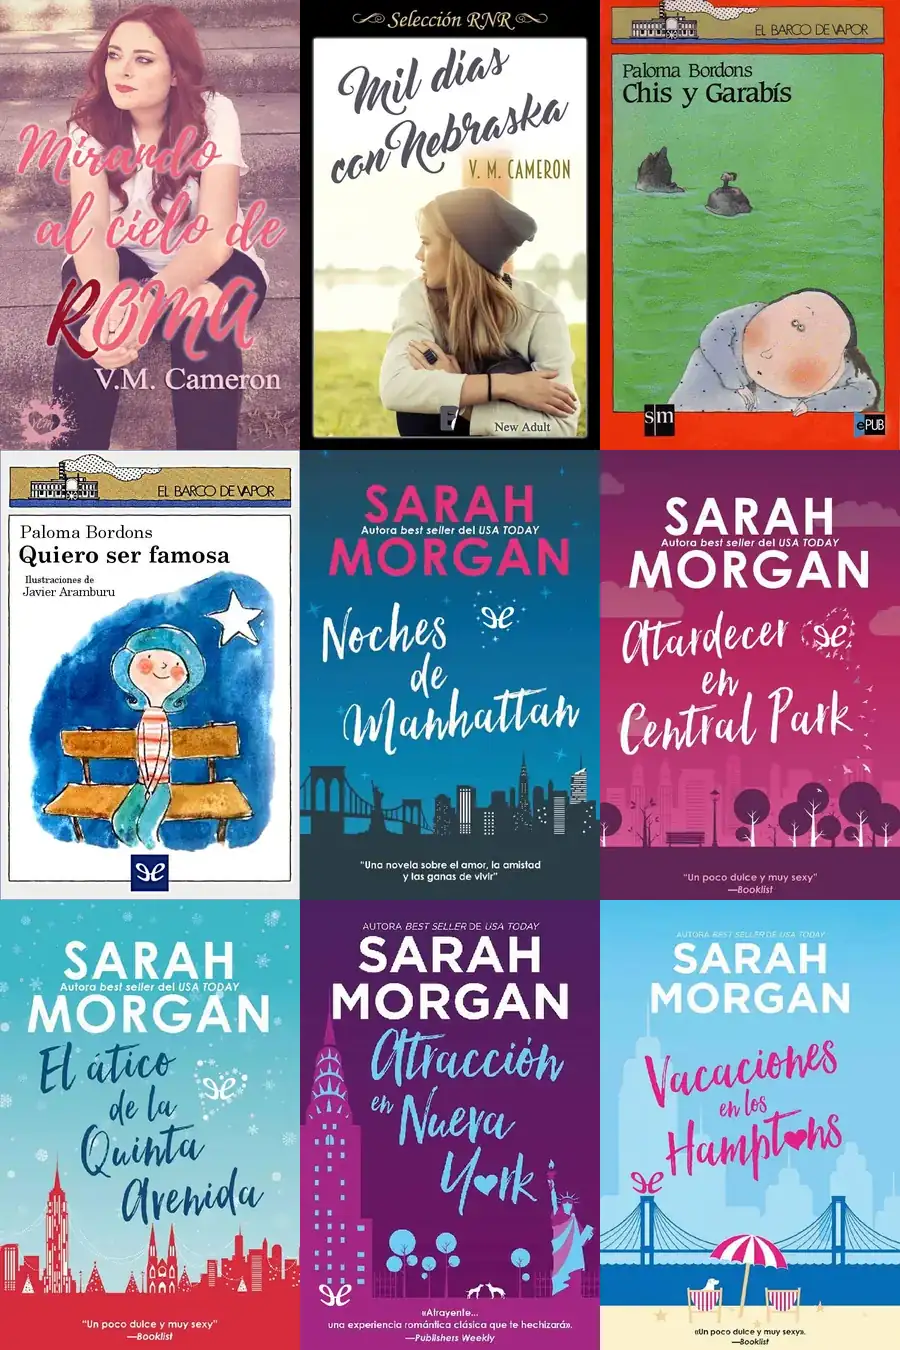 Mirando
al cielo de
ROMA
V.M. Cameron
vcm
Selección RNR
Mil días
con Nebraska
V. M. CAMERON
New Adult
EL BARCO DE VAPOR
Paloma Bordons
Chis y Garabís
sm
ePUB
EL BARCO DE VAPOR
Paloma Bordons
Quiero ser famosa
Ilustraciones de
Javier Aramburu
SARAH
Autora best seller del USA TODAY
MORGAN
Noches
de
Manhattan
"Una novela sobre el amor, la amistad
y las ganas de vivir"
SARAH
Autora best seller del USA TODAY
MORGAN
Atardecer
en
Central Park
"Un poco dulce y muy sexy"
—Booklist
SARAH
Autora best seller del USA TODAY
MORGAN
El ático
de la
Quinta
Avenida
"Un poco dulce y muy sexy"
—Booklist
AUTORA BEST SELLER DE USA TODAY
SARAH
MORGAN
Atracción
en Nueva
York
«Atrayente...
una experiencia romántica clásica que te hechizará».
—Publishers Weekly
AUTORA BEST SELLER DE USA TODAY
SARAH
MORGAN
Vacaciones
en los
Hamptons
«Un poco dulce y muy sexy».
—Booklist